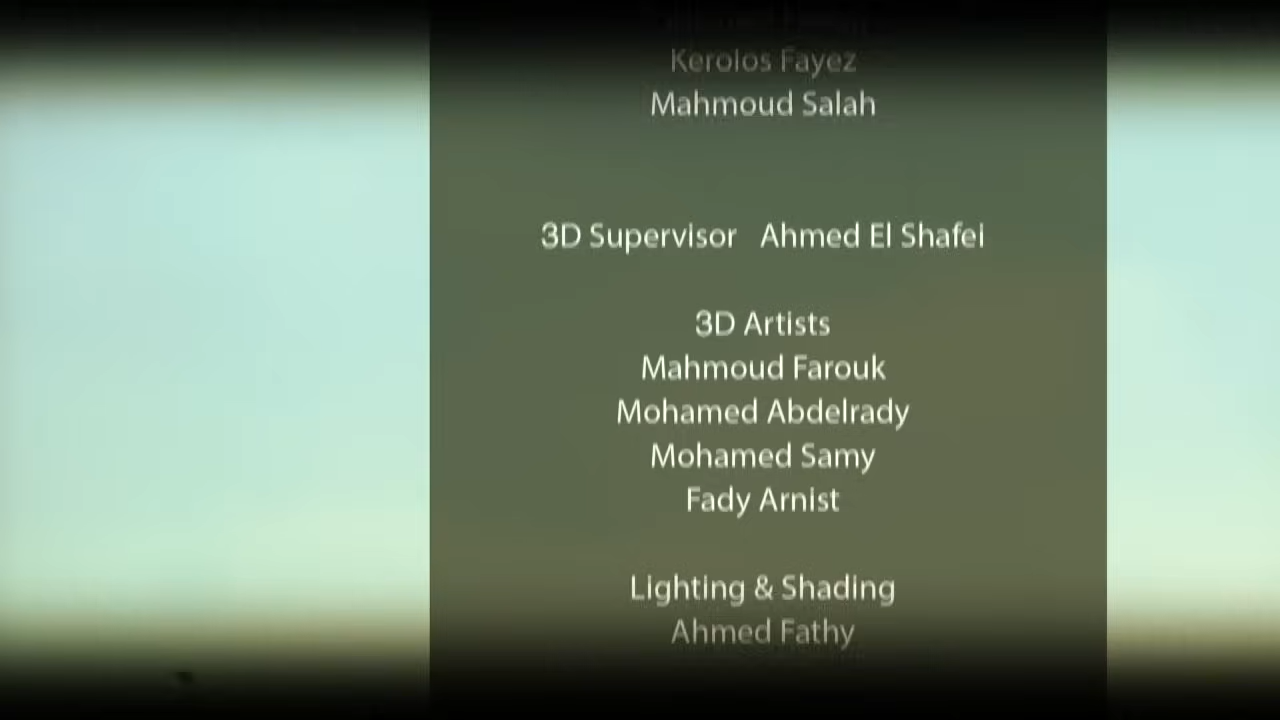 Kerolos Fayez
Mahmoud Salah
3D Supervisor Ahmed El Shafei
3D Artists
Mahmoud Farouk
Mohamed Abdelrady
Mohamed Samy
Fady Arnist
Lighting & Shading
Ahmed Fathy